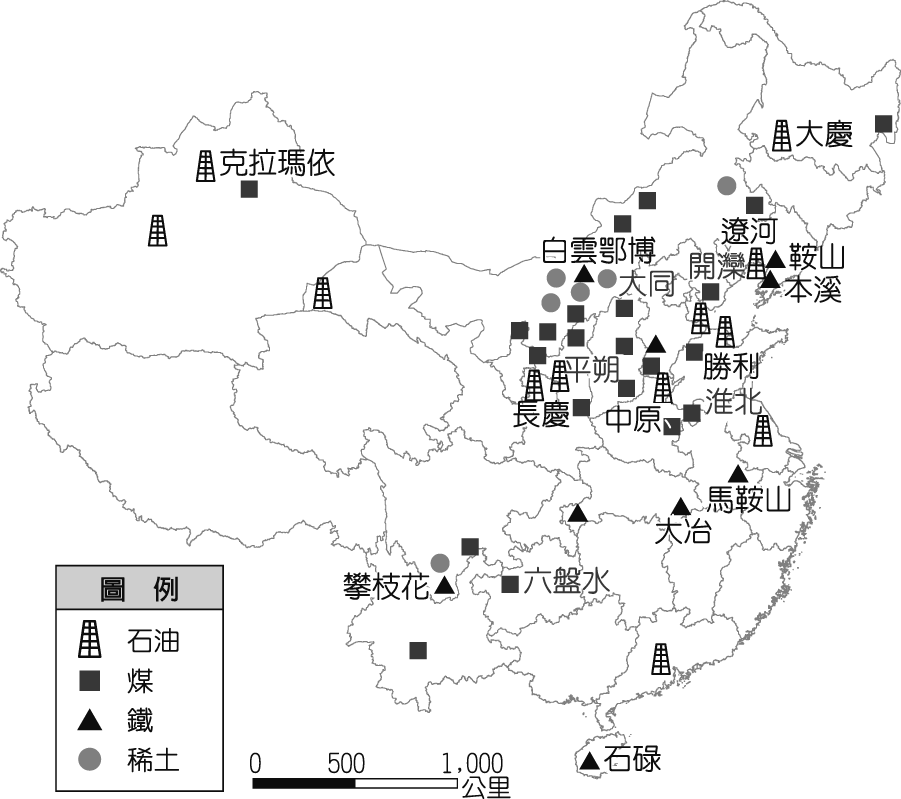 大慶
克拉瑪依
遼河
白雲鄂博
鞍山
開灤
大同
本溪
勝利
平朔
長慶
中原
淮北
馬鞍山
大冶
攀枝花
六盤水
石碌
圖 例
石油
煤
鐵
稀土
0 500 1,000
公里